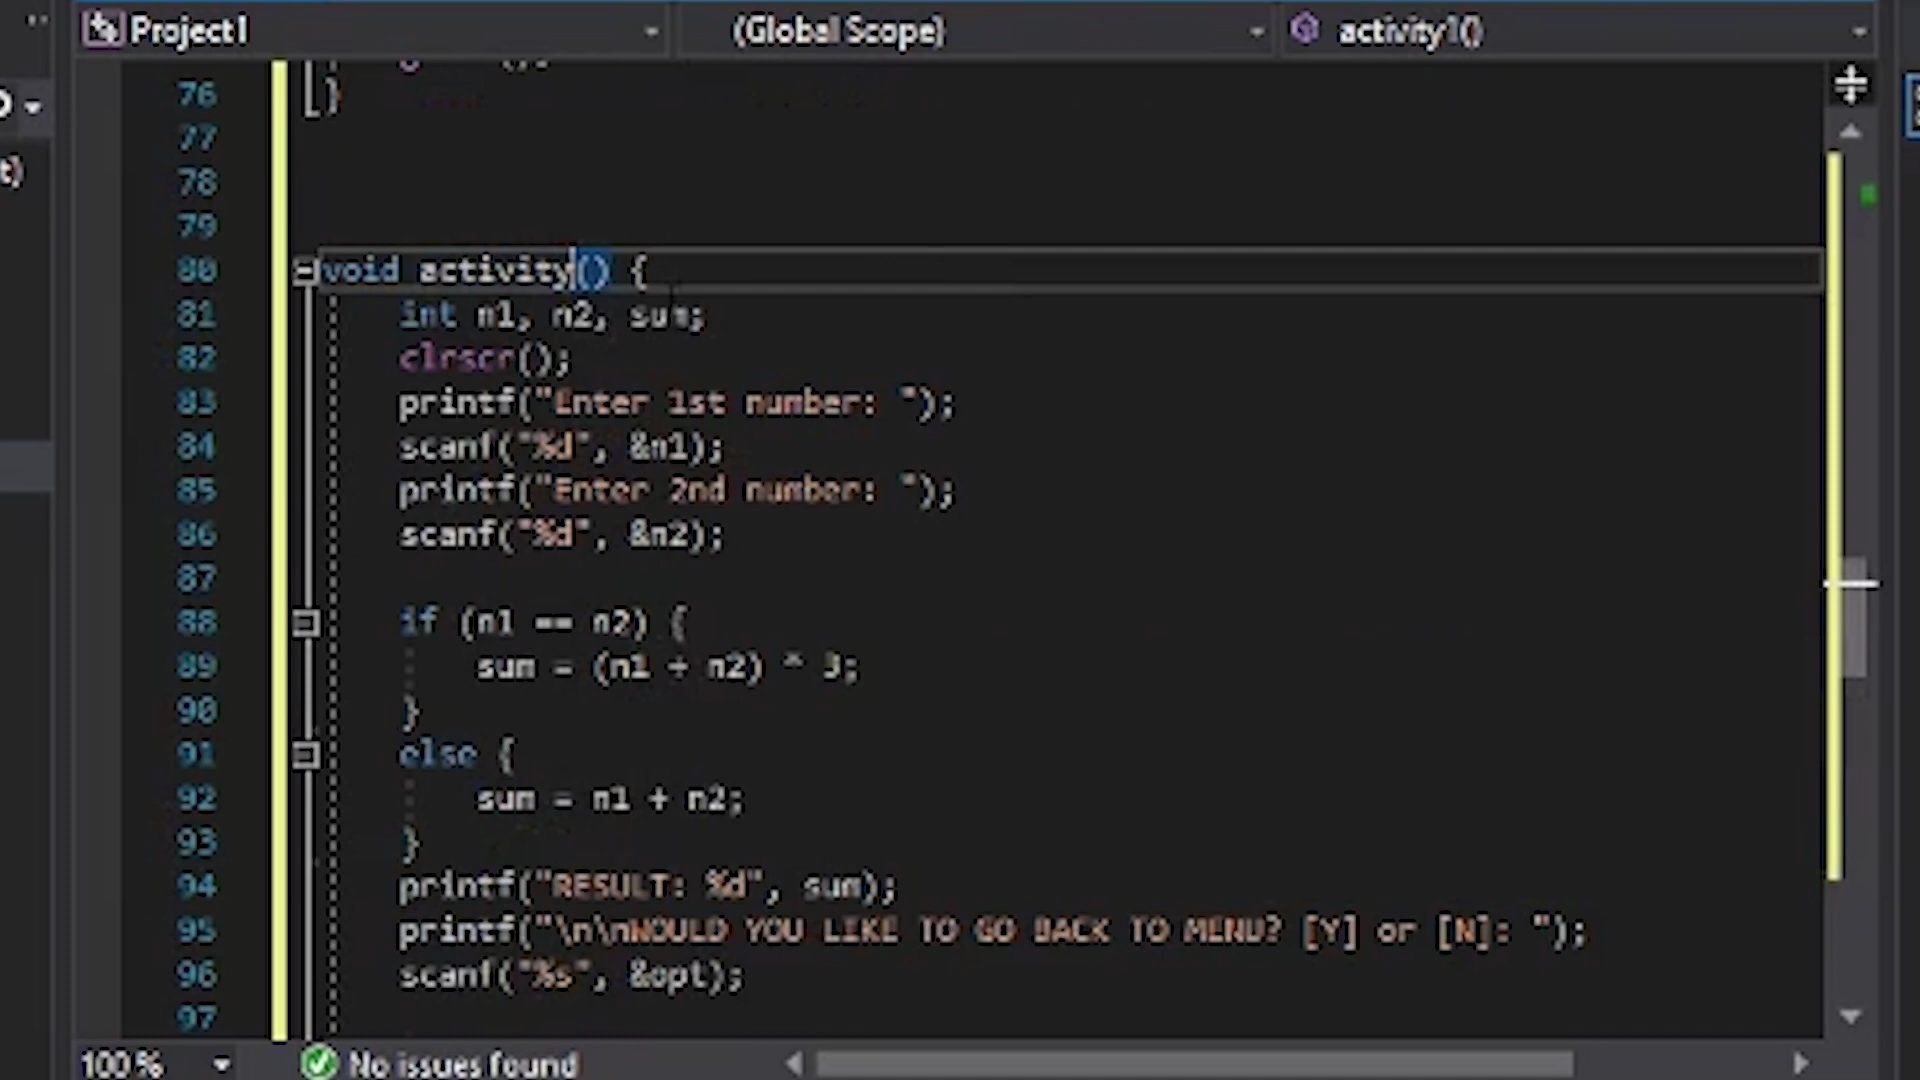 Project1 (Global Scope) activity1()
76 }
77
78
79
80 void activity() {
81 int n1, n2, sum;
82 clrscr();
83 printf("Enter 1st number: ");
84 scanf("%d", &n1);
85 printf("Enter 2nd number: ");
86 scanf("%d", &n2);
87
88 if (n1 == n2) {
89 sum = (n1 + n2) * 3;
90 }
91 else {
92 sum = n1 + n2;
93 }
94 printf("RESULT: %d", sum);
95 printf("\n\nWOULD YOU LIKE TO GO BACK TO MENU? [Y] or [N]: ");
96 scanf("%s", &opt);
97
100 % No issues found